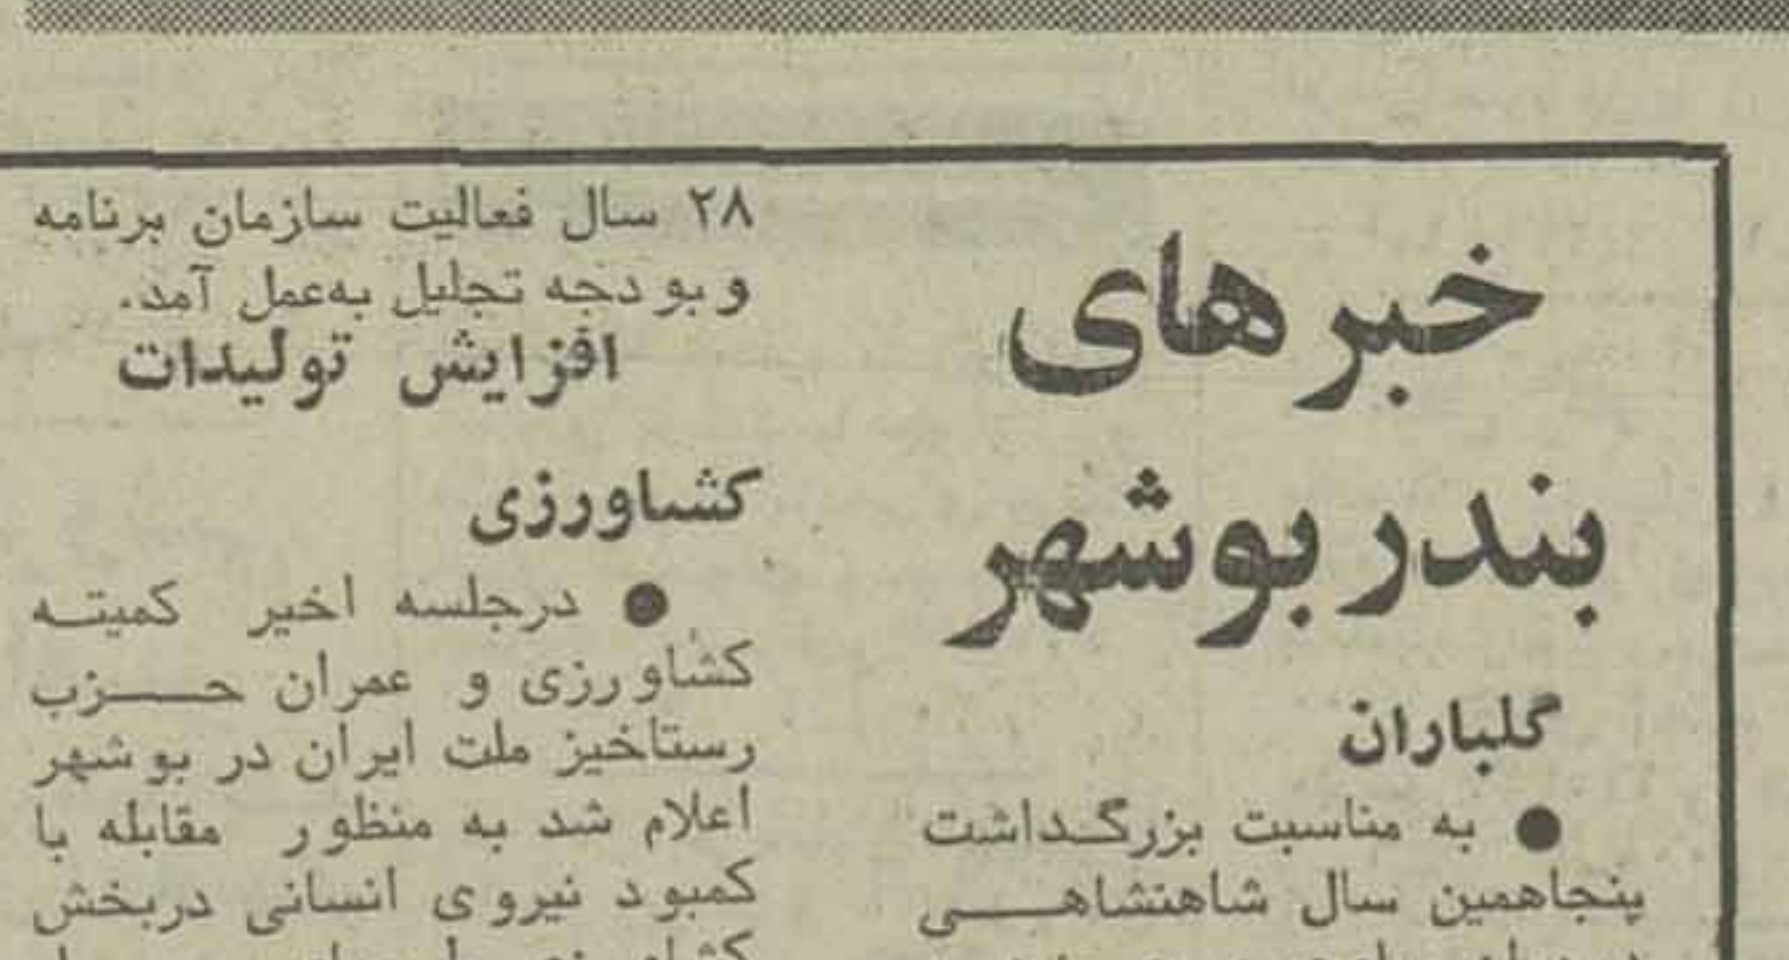 خبرهای
بندر بوشهر
گلباران
● به مناسبت بزرگداشت
پنجاهمین سال شاهنشاهی
۲۸ سال فعالیت سازمان برنامه
و بودجه تجلیل به‌عمل آمد.
افزایش تولیدات
کشاورزی
● درجلسه اخیر کمیته
کشاورزی و عمران حزب
رستاخیز ملت ایران در بوشهر
اعلام شد به منظور مقابله با
کمبود نیروی انسانی دربخش